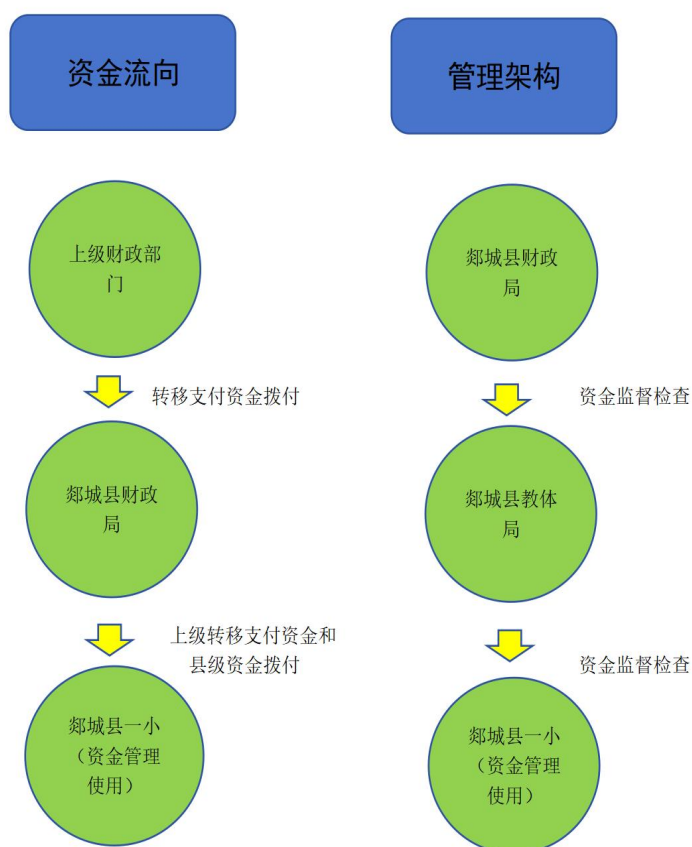 资金流向
管理架构
上级财政部
门
郯城县财政
局
转移支付资金拨付
资金监督检查
郯城县财政
局
郯城县教体
局
上级转移支付资金和
县级资金拨付
资金监督检查
郯城县一小
（资金管理
使用）
郯城县一小
（资金管理
使用）